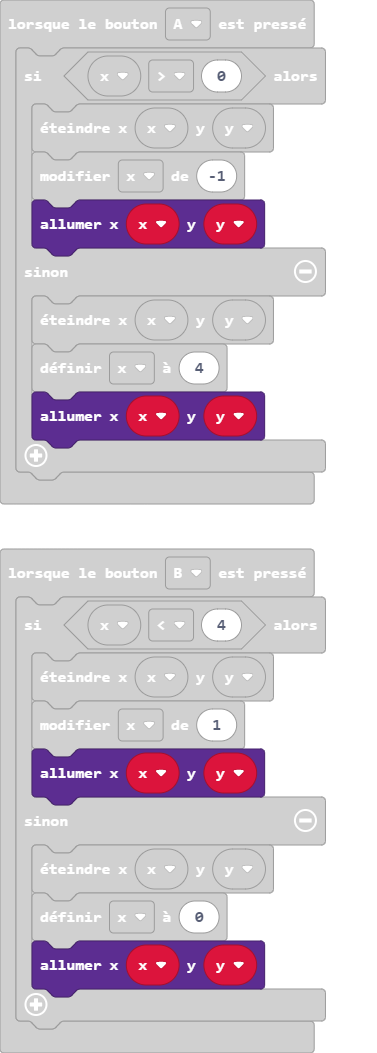 lorsque le bouton A est pressé
si x > 0 alors
éteindre x x y y
modifier x de -1
allumer x x y y
sinon
éteindre x x y y
définir x à 4
allumer x x y y
lorsque le bouton B est pressé
si x < 4 alors
éteindre x x y y
modifier x de 1
allumer x x y y
sinon
éteindre x x y y
définir x à 0
allumer x x y y